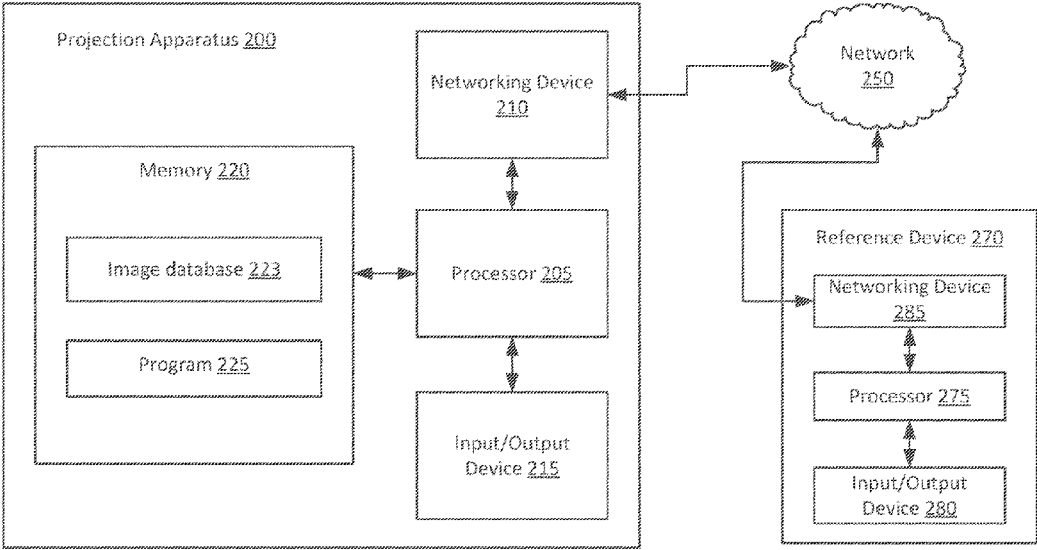 Projection Apparatus 200
Networking Device
210
Memory 220
Image database 223
Program 225
Processor 205
Input/Output
Device 215
Network
250
Reference Device 270
Networking Device
285
Processor 275
Input/Output
Device 280